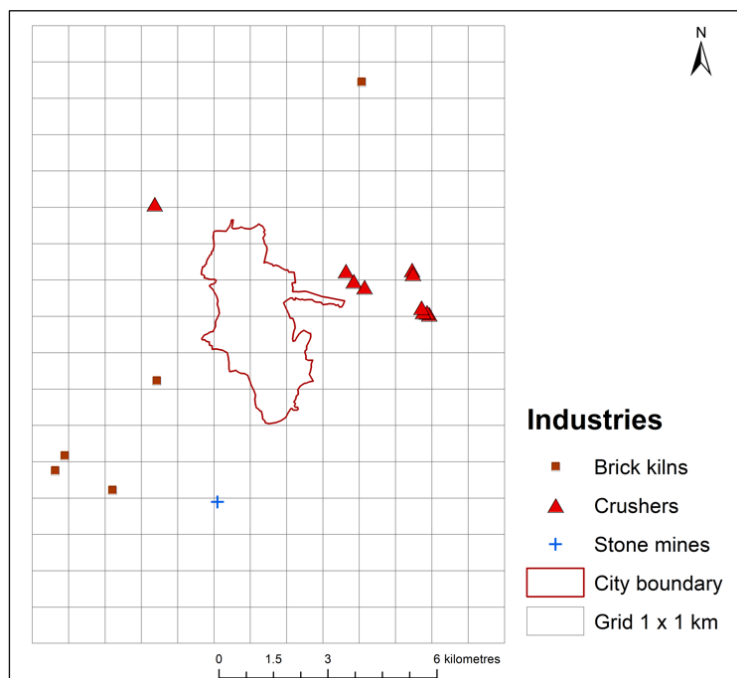 N
Industries
Brick kilns
Crushers
Stone mines
City boundary
Grid 1 x 1 km
0 1.5 3 6 kilometres